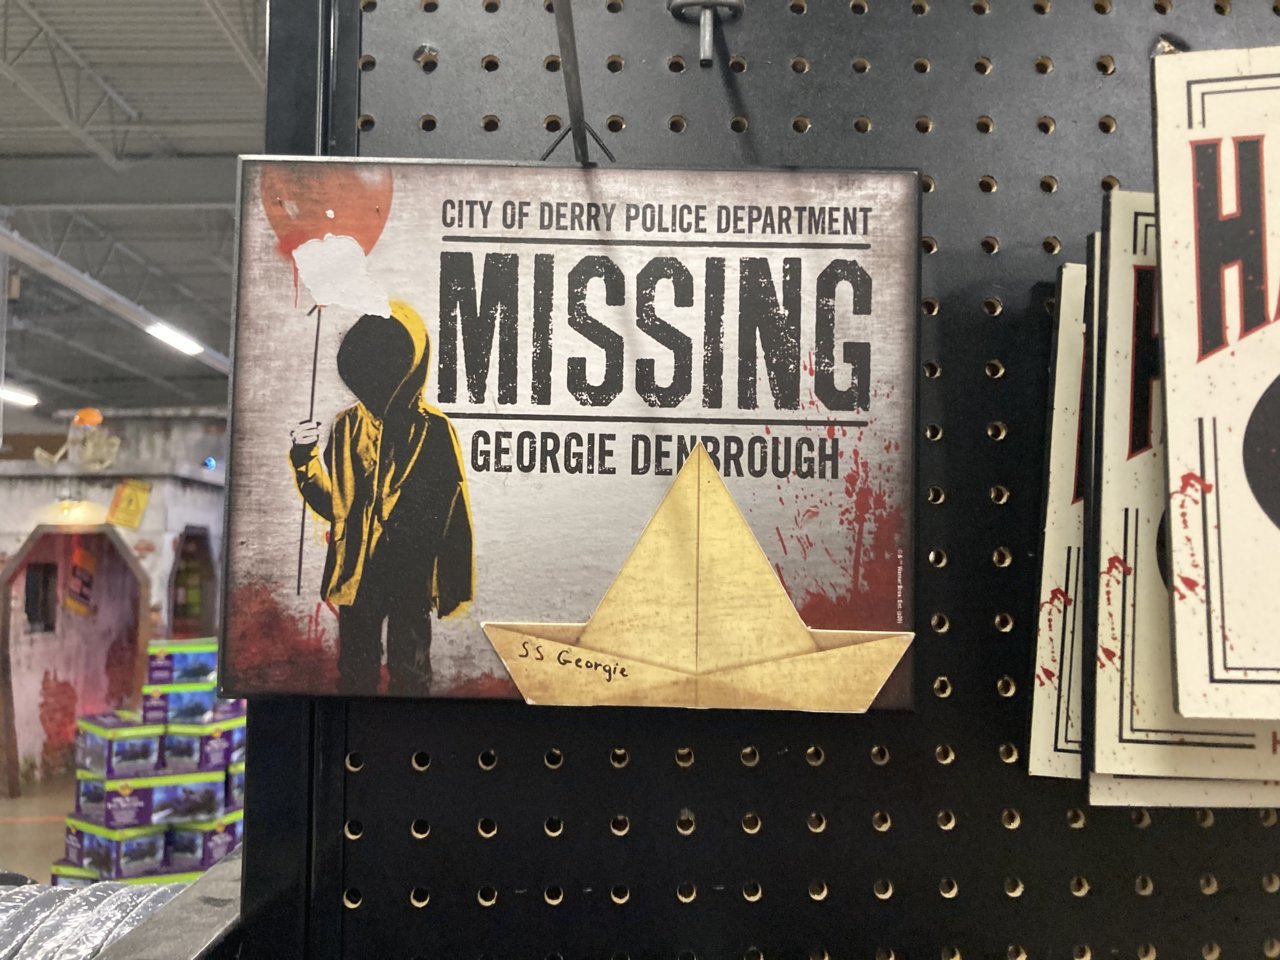 CITY OF DERRY POLICE DEPARTMENT
MISSING
GEORGIE DENBROUGH
SS Georgie